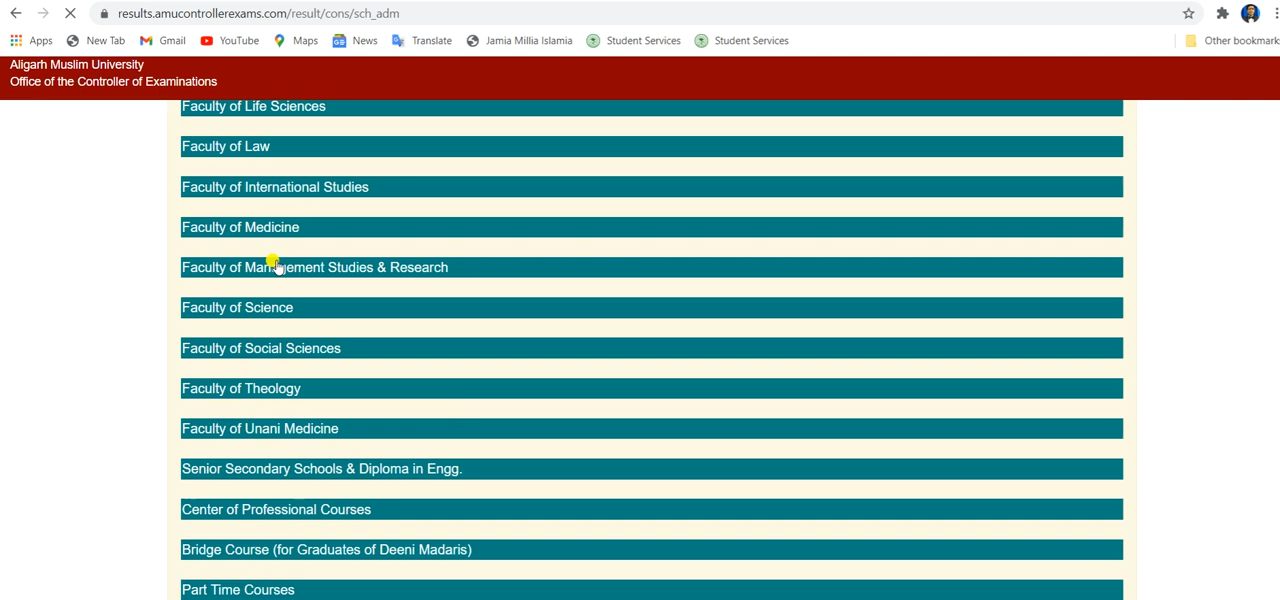 results.amucontrollerexams.com/result/cons/sch_adm
Apps New Tab Gmail YouTube Maps News Translate Jamia Millia Islamia Student Services Student Services Other bookmark
Aligarh Muslim University
Office of the Controller of Examinations
Faculty of Life Sciences
Faculty of Law
Faculty of International Studies
Faculty of Medicine
Faculty of Management Studies & Research
Faculty of Science
Faculty of Social Sciences
Faculty of Theology
Faculty of Unani Medicine
Senior Secondary Schools & Diploma in Engg.
Center of Professional Courses
Bridge Course (for Graduates of Deeni Madaris)
Part Time Courses